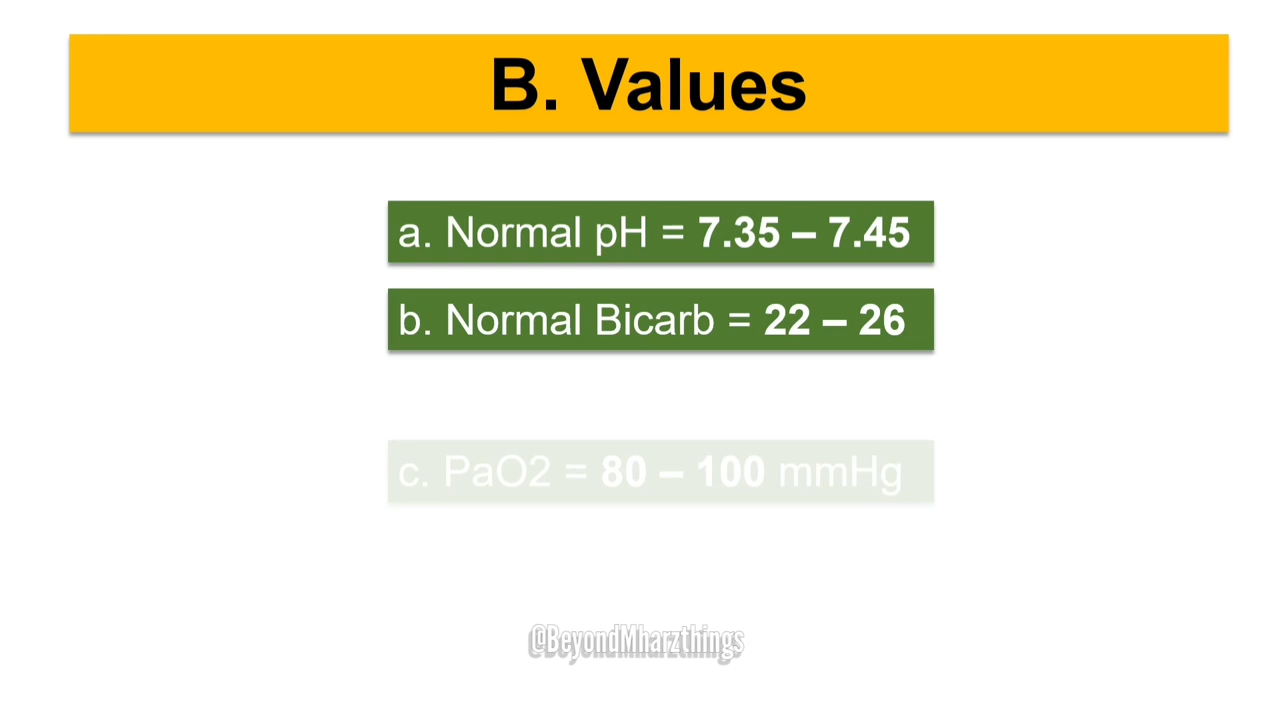 B. Values
a. Normal pH = 7.35 – 7.45
b. Normal Bicarb = 22 – 26
c. PaO2 = 80 – 100 mmHg
@BeyondMharzthings